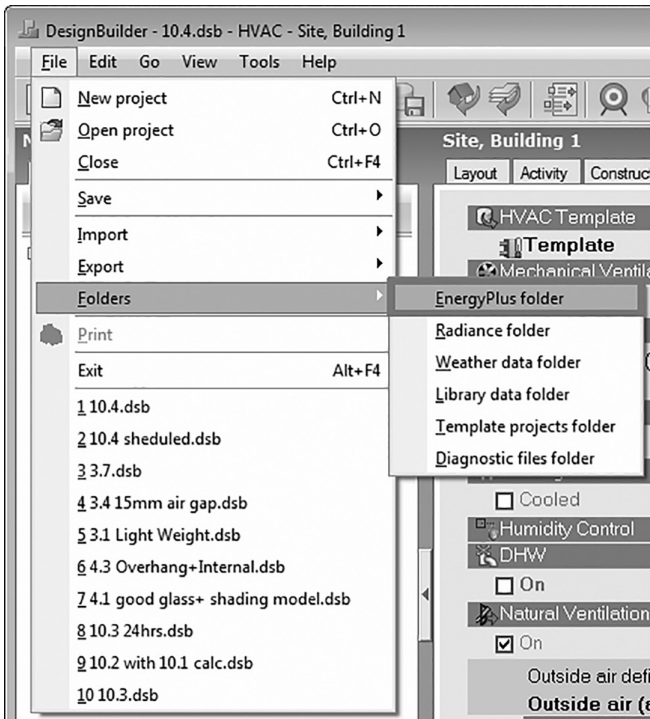 DesignBuilder - 10.4.dsb - HVAC - Site, Building 1
File Edit Go View Tools Help
New project Ctrl+N
Open project Ctrl+O
Close Ctrl+F4
Save
Import
Export
Folders
Print
Exit Alt+F4
1 10.4.dsb
2 10.4 sheduled.dsb
3 3.7.dsb
4 3.4 15mm air gap.dsb
5 3.1 Light Weight.dsb
6 4.3 Overhang+Internal.dsb
7 4.1 good glass+ shading model.dsb
8 10.3 24hrs.dsb
9 10.2 with 10.1 calc.dsb
10 10.3.dsb
EnergyPlus folder
Radiance folder
Weather data folder
Library data folder
Template projects folder
Diagnostic files folder
Site, Building 1
Layout Activity Construc
HVAC Template
Template
Mechanical Ventil
Cooled
Humidity Control
DHW
On
Natural Ventilation
On
Outside air defi
Outside air (a